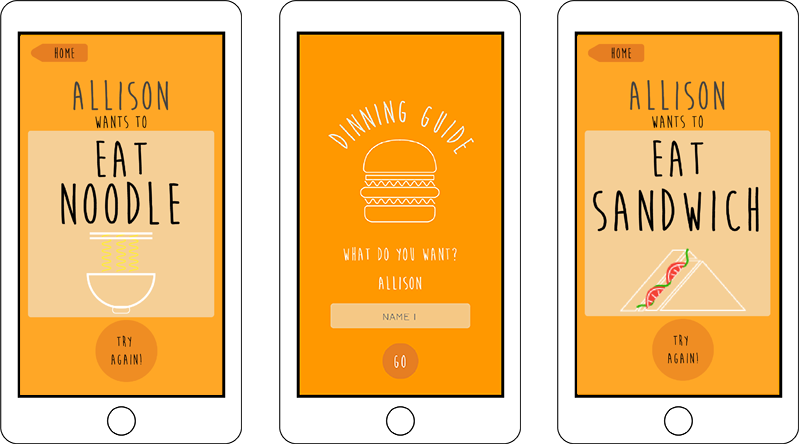 HOME
ALLISON
WANTS TO
EAT
NOODLE
TRY
AGAIN!
DINNING GUIDE
WHAT DO YOU WANT?
ALLISON
NAME 1
GO
HOME
ALLISON
WANTS TO
EAT
SANDWICH
TRY
AGAIN!